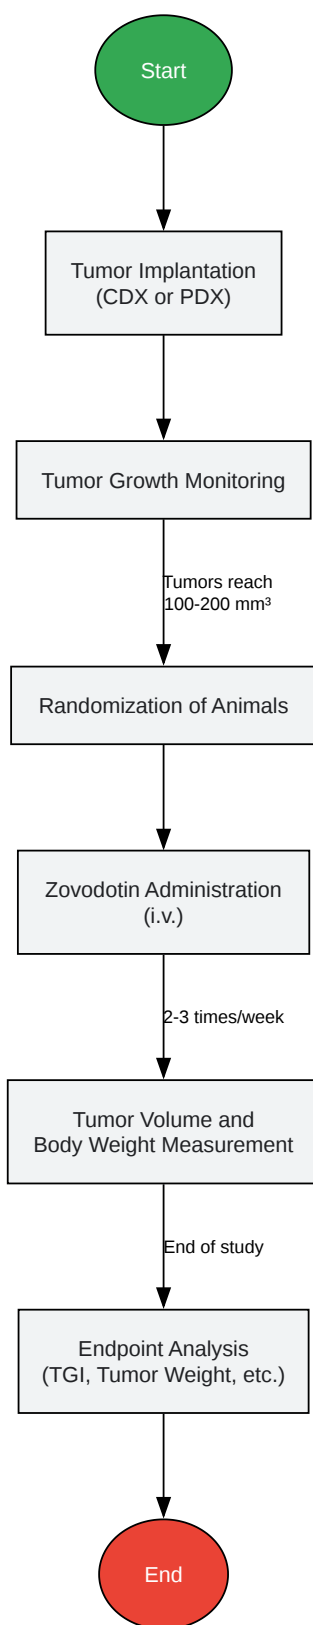 Start
Tumor Implantation
(CDX or PDX)
Tumor Growth Monitoring
Tumors reach
100-200 mm³
Randomization of Animals
Zovodotin Administration
(i.v.)
2-3 times/week
Tumor Volume and
Body Weight Measurement
End of study
Endpoint Analysis
(TGI, Tumor Weight, etc.)
End